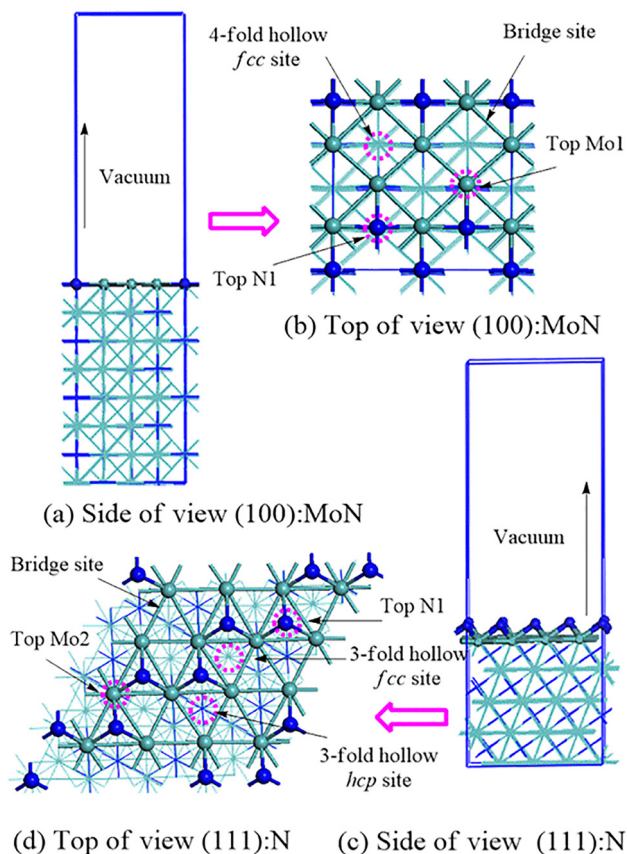 4-fold hollow
fcc site
Bridge site
Vacuum
Top Mo1
Top N1
(b) Top of view (100):MoN
(a) Side of view (100):MoN
Bridge site
Top N1
Top Mo2
3-fold hollow
fcc site
3-fold hollow
hcp site
Vacuum
(d) Top of view (111):N
(c) Side of view (111):N